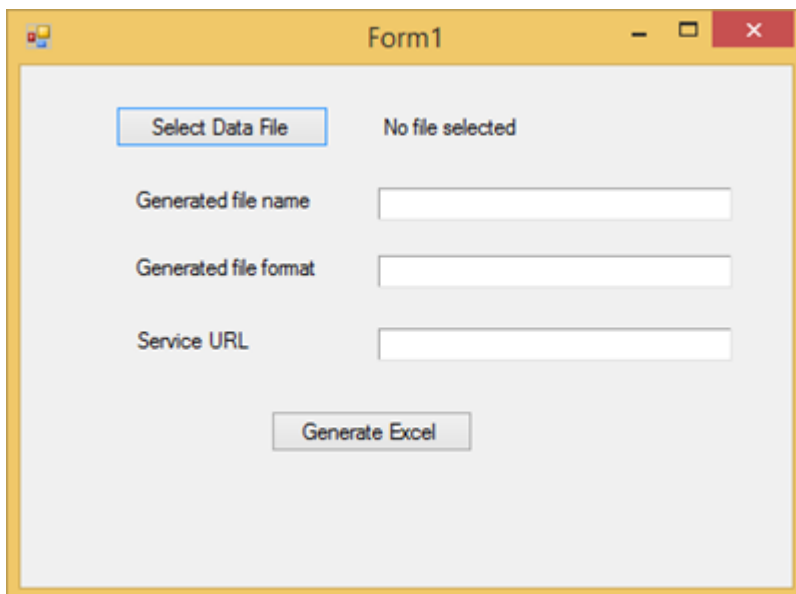 Form1
Select Data File No file selected
Generated file name
Generated file format
Service URL
Generate Excel